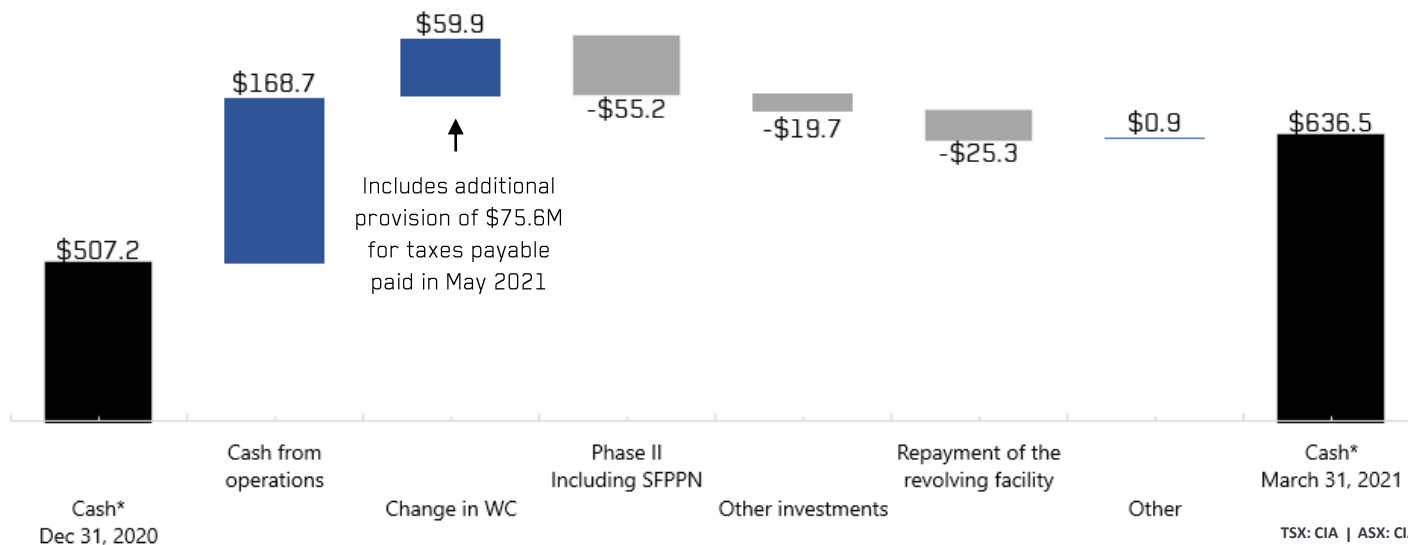 $59.9
$168.7
-$55.2
-$19.7
-$25.3
$0.9
$636.5
$507.2
Includes additional
provision of $75.6M
for taxes payable
paid in May 2021
Cash from
operations
Phase II
Including SFPPN
Repayment of the
revolving facility
Cash*
March 31, 2021
Cash*
Dec 31, 2020
Change in WC
Other investments
Other
TSX: CIA | ASX: CI